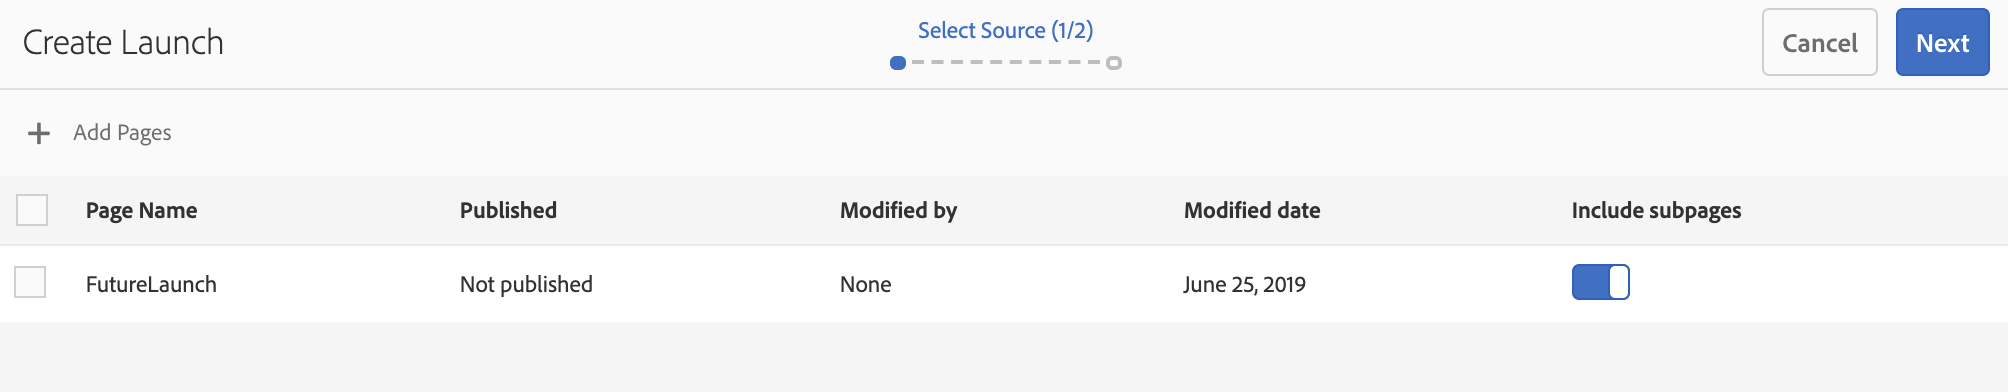 Create Launch
Select Source (1/2)
Cancel
Next
Add Pages
Page Name Published Modified by Modified date Include subpages
FutureLaunch Not published None June 25, 2019